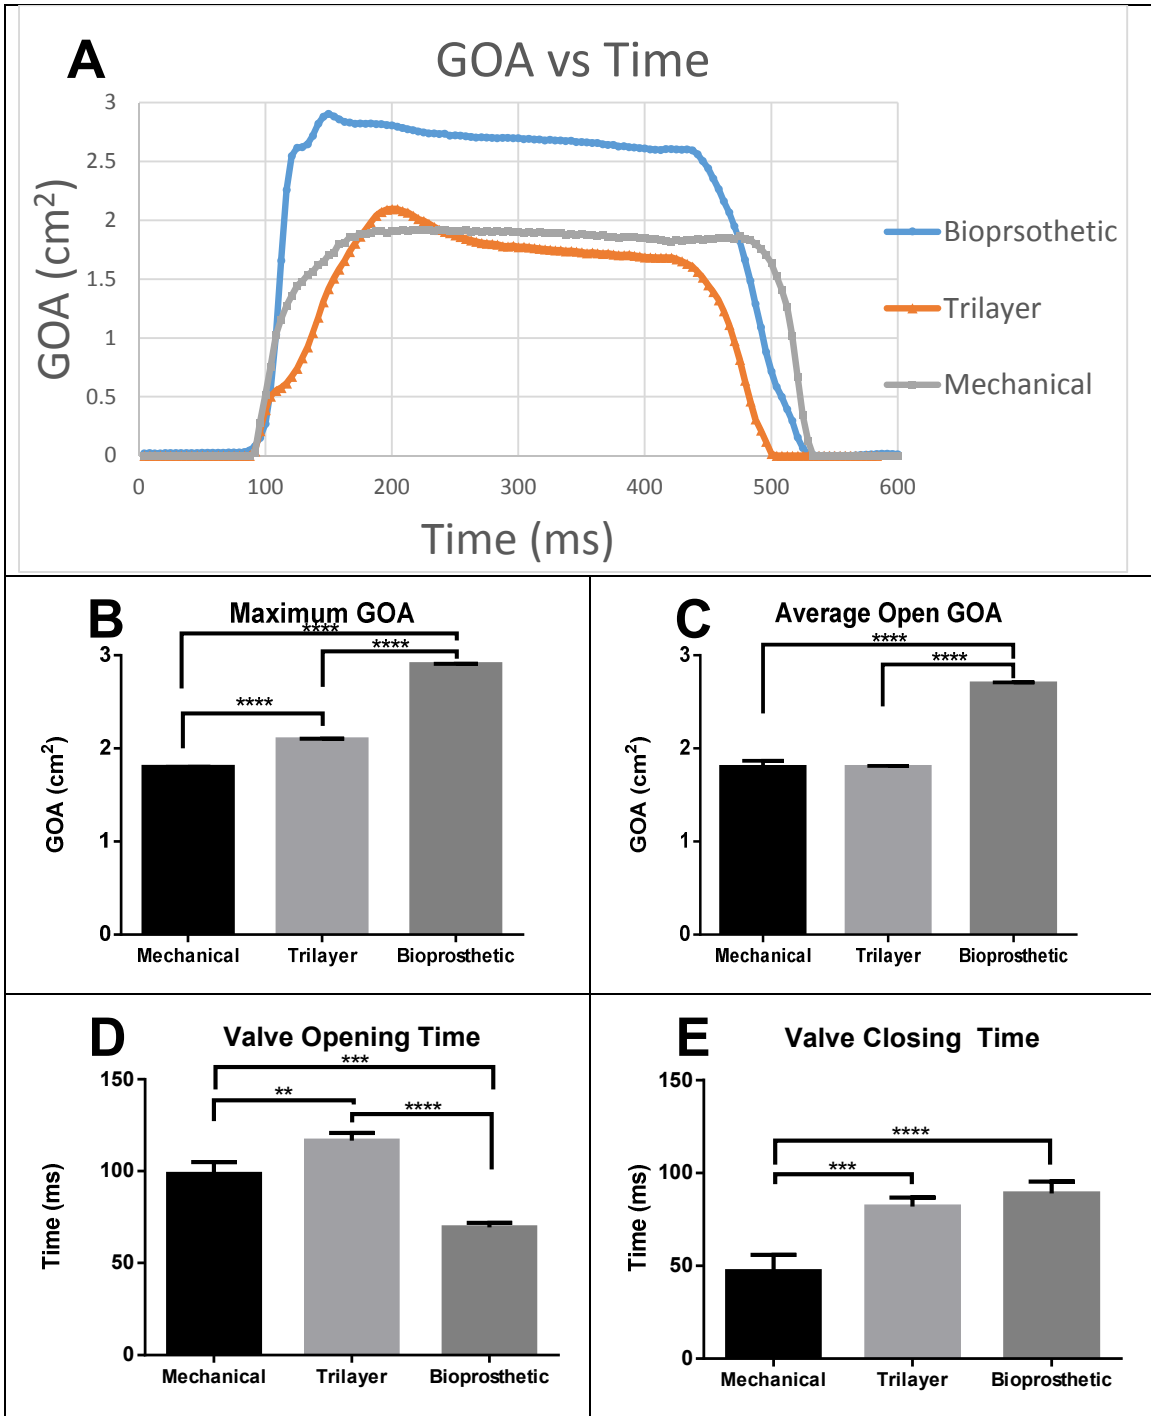 A
GOA vs Time
GOA (cm²)
3
2.5
2
1.5
1
0.5
0
0 100 200 300 400 500 600
Time (ms)
Bioprsothetic
Trilayer
Mechanical
B
Maximum GOA
****
****
****
GOA (cm²)
3
2
1
0
Mechanical Trilayer Bioprosthetic
C
Average Open GOA
****
****
GOA (cm²)
3
2
1
0
Mechanical Trilayer Bioprosthetic
D
Valve Opening Time
***
**
****
Time (ms)
150
100
50
0
Mechanical Trilayer Bioprosthetic
E
Valve Closing Time
****
***
Time (ms)
150
100
50
0
Mechanical Trilayer Bioprosthetic